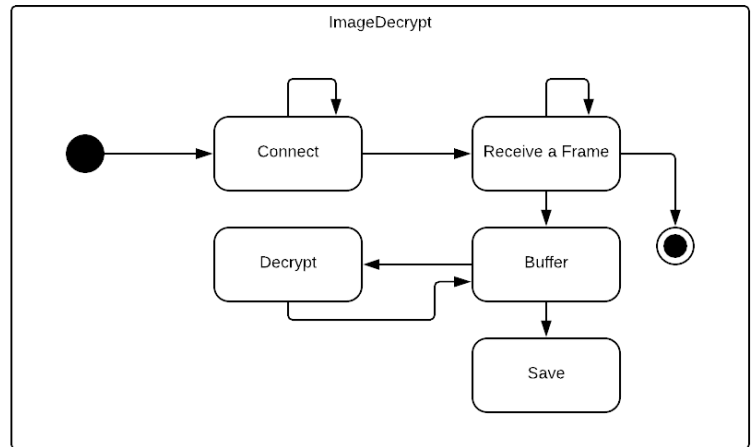 ImageDecrypt
Connect
Receive a Frame
Decrypt
Buffer
Save